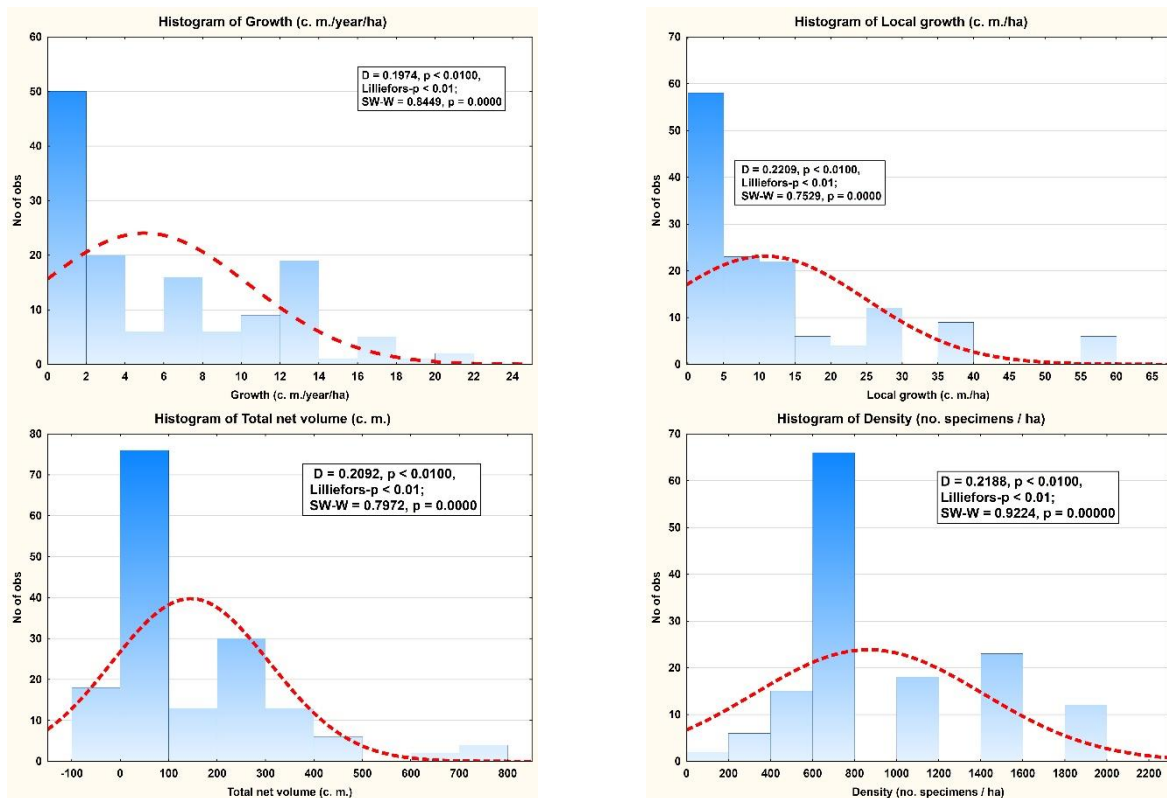 Histogram of Growth (c. m./year/ha)
60
50
40
30
20
10
0
No of obs
D = 0.1974, p < 0.0100,
Lilliefors-p < 0.01;
SW-W = 0.8449, p = 0.0000
0 2 4 6 8 10 12 14 16 18 20 22 24
Growth (c. m./year/ha)
Histogram of Local growth (c. m./ha)
70
60
50
40
30
20
10
0
No of obs
D = 0.2209, p < 0.0100,
Lilliefors-p < 0.01;
SW-W = 0.7529, p = 0.0000
0 5 10 15 20 25 30 35 40 45 50 55 60 65
Local growth (c. m./ha)
Histogram of Total net volume (c. m.)
80
70
60
50
40
30
20
10
0
No of obs
D = 0.2092, p < 0.0100,
Lilliefors-p < 0.01;
SW-W = 0.7972, p = 0.0000
-100 0 100 200 300 400 500 600 700 800
Total net volume (c. m.)
Histogram of Density (no. specimens / ha)
70
60
50
40
30
20
10
0
No of obs
D = 0.2188, p < 0.0100,
Lilliefors-p < 0.01;
SW-W = 0.9224, p = 0.00000
0 200 400 600 800 1000 1200 1400 1600 1800 2000 2200
Density (no. specimens / ha)